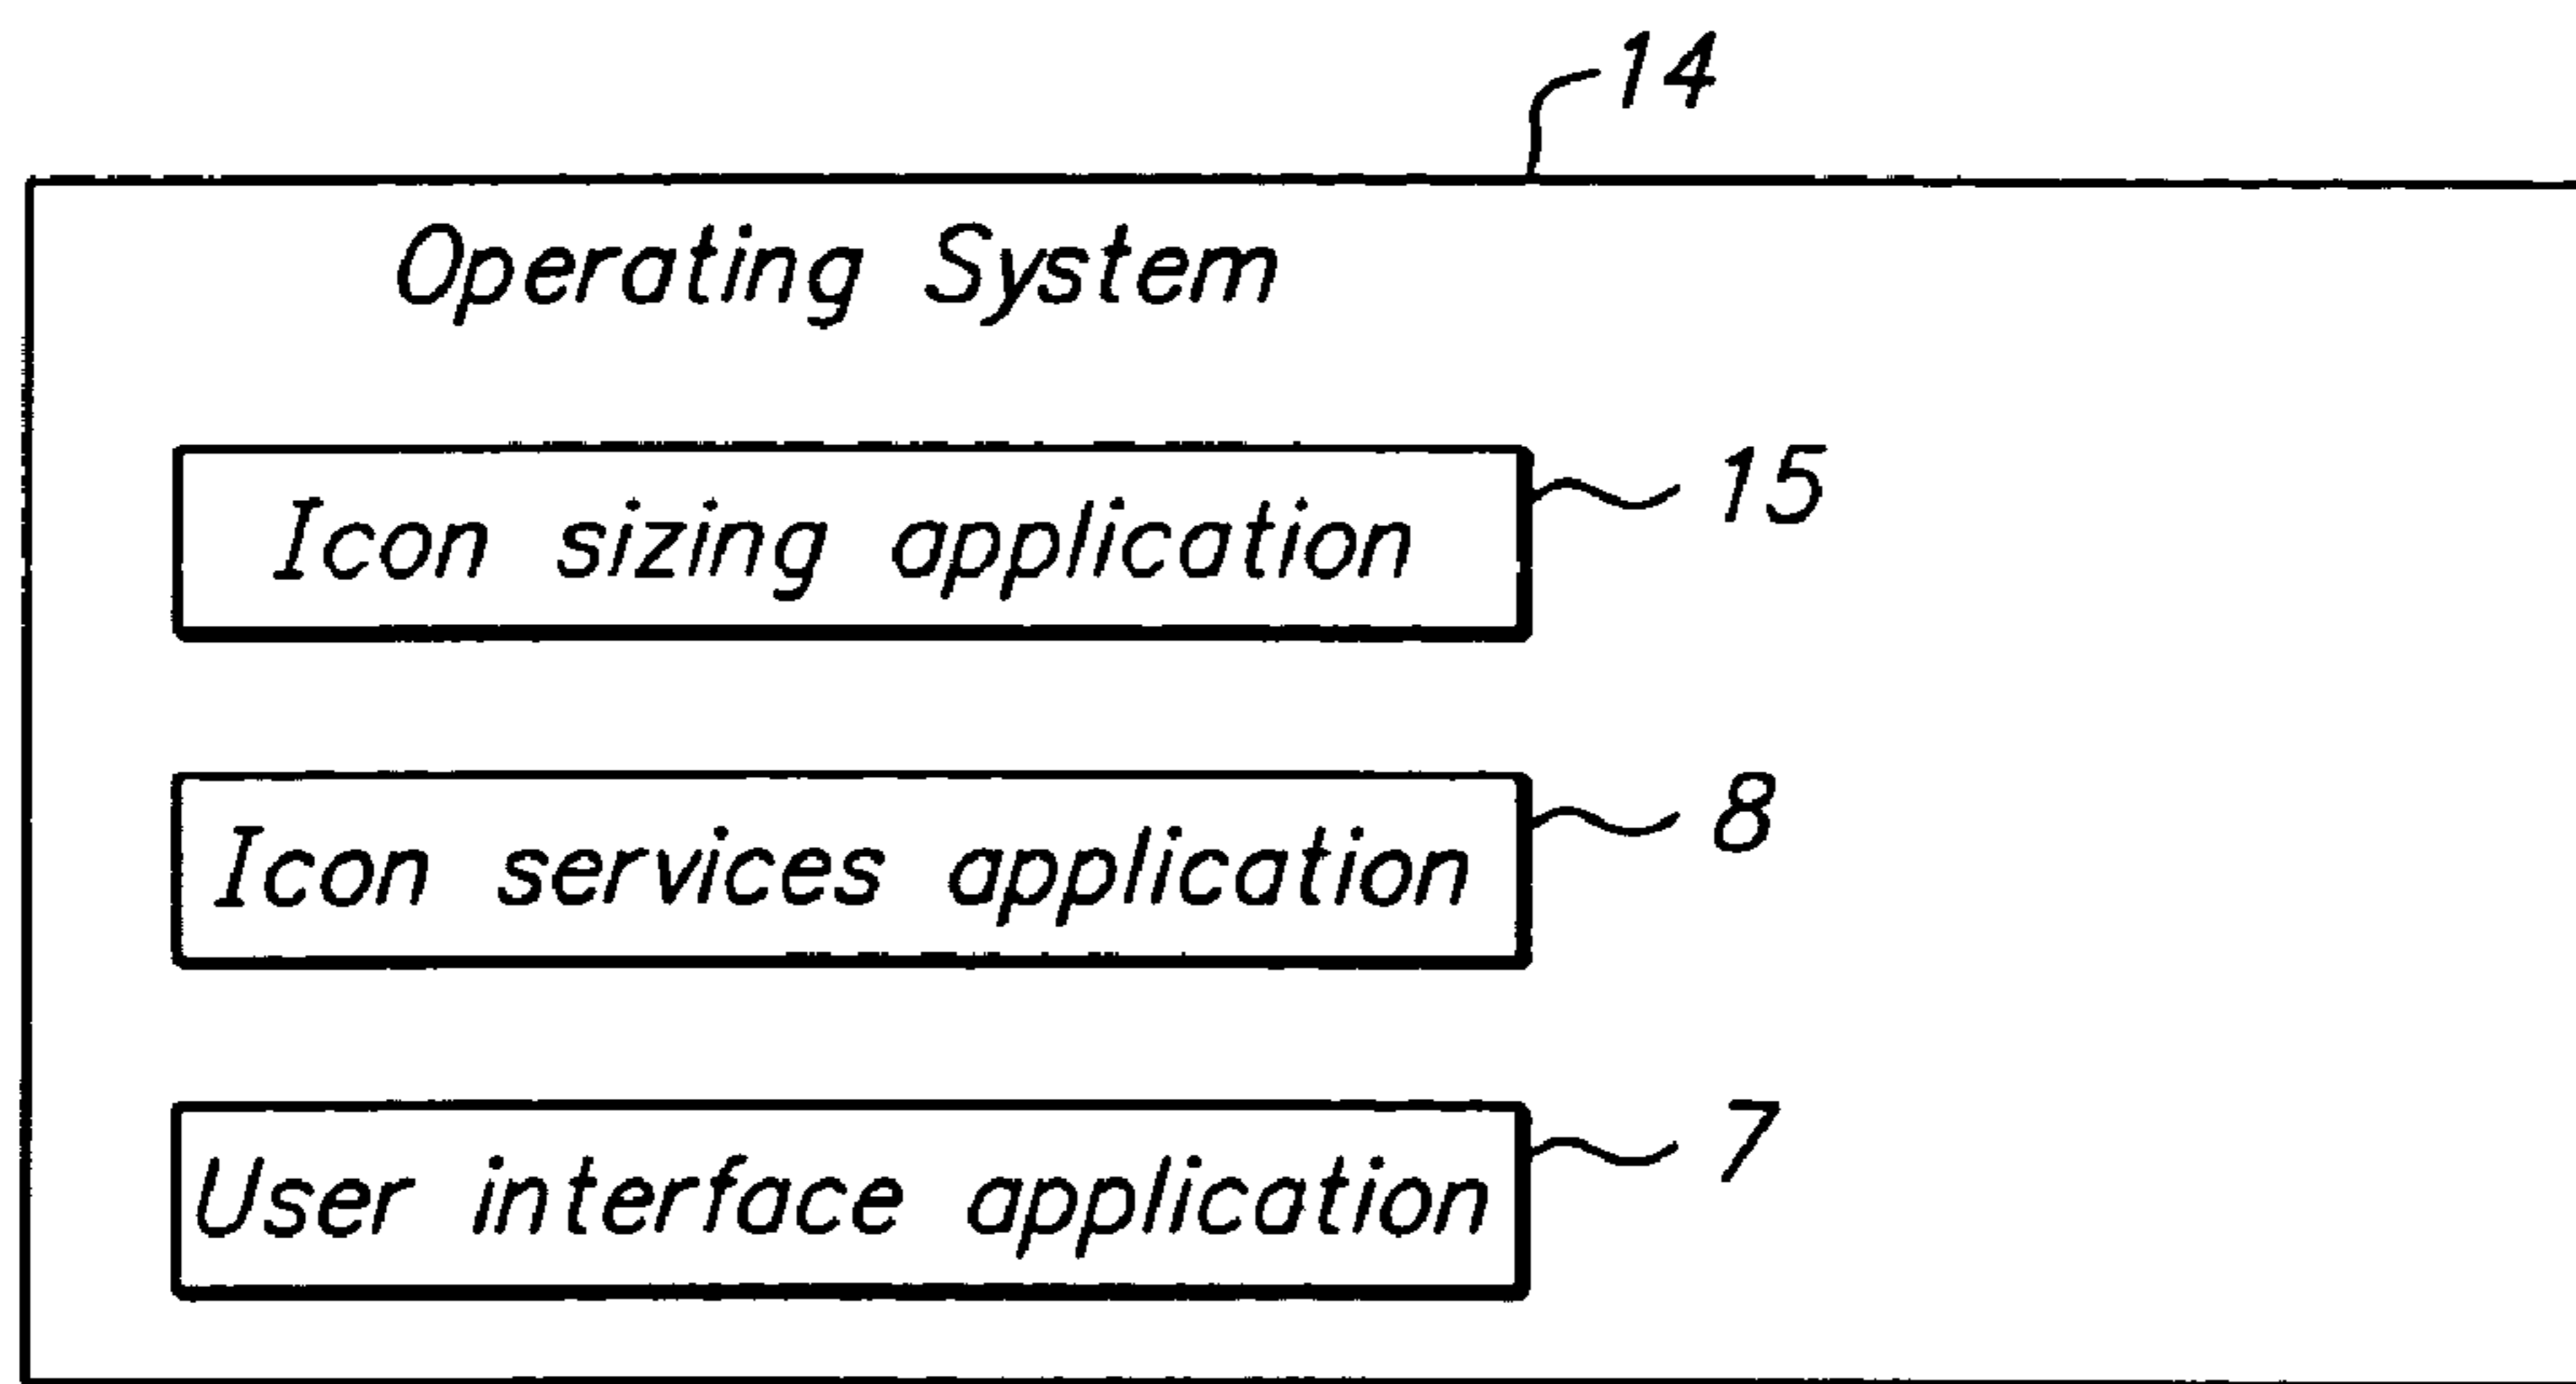 14
Operating System
Icon sizing application 15
Icon services application 8
User interface application 7